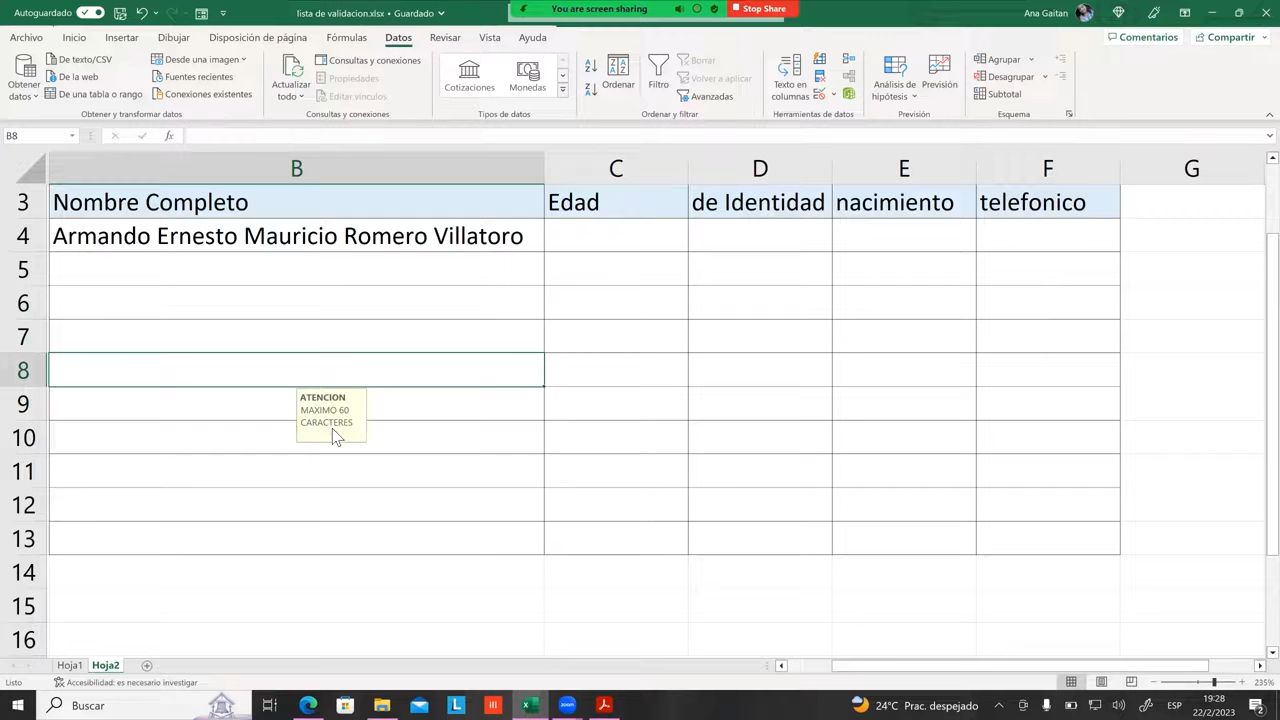 Autoguardado
lista de validacion.xlsx • Guardado
You are screen sharing
Stop Share
Ana Gaitan
Archivo Inicio Insertar Dibujar Disposición de página Fórmulas Datos Revisar Vista Ayuda
Comentarios Compartir
Obtener datos
De texto/CSV
De la web
De una tabla o rango
Desde una imagen
Fuentes recientes
Conexiones existentes
Obtener y transformar datos
Actualizar todo
Consultas y conexiones
Propiedades
Editar vínculos
Consultas y conexiones
Cotizaciones
Monedas
Tipos de datos
Ordenar
Filtro
Borrar
Volver a aplicar
Avanzadas
Ordenar y filtrar
Texto en columnas
Herramientas de datos
Análisis de hipótesis
Previsión
Previsión
Agrupar
Desagrupar
Subtotal
Esquema
B8
fx
B C D E F G
3 Nombre Completo Edad de Identidad nacimiento telefonico
4 Armando Ernesto Mauricio Romero Villatoro
5
6
7
8
9
ATENCION
MAXIMO 60
CARACTERES
10
11
12
13
14
15
16
Hoja1 Hoja2
Listo
Accesibilidad: es necesario investigar
235%
Buscar
24°C Prac. despejado
ESP
19:28
22/2/2023